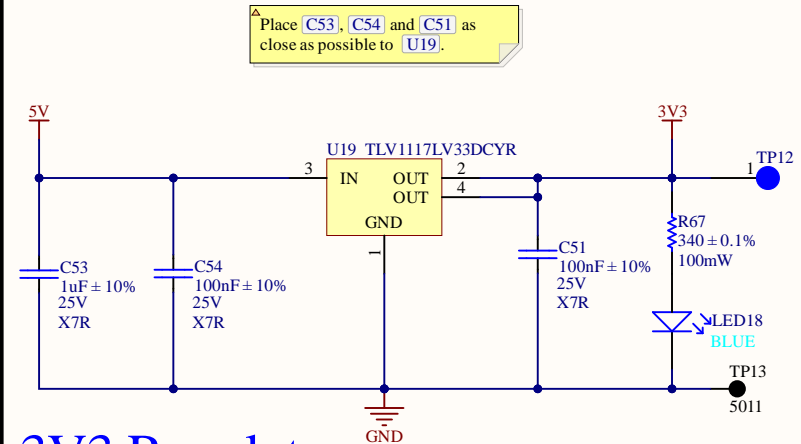 Place C53, C54 and C51 as
close as possible to U19.
5V
3V3
U19 TLV1117LV33DCYR
TP12
3
IN
OUT
2
1
OUT
4
GND
1
R67
340 ± 0.1%
100mW
C53
1uF ± 10%
25V
X7R
C54
100nF ± 10%
25V
X7R
C51
100nF ± 10%
25V
X7R
LED18
BLUE
TP13
5011
GND
3V3